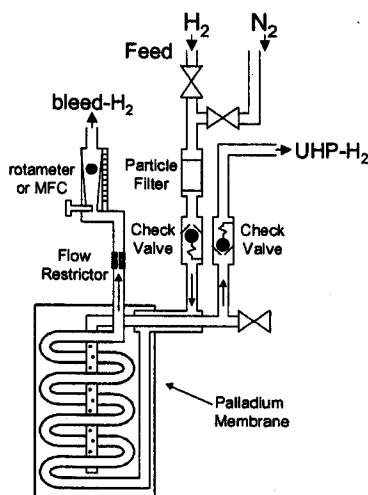 H2
N2
Feed
bleed-H2
UHP-H2
rotameter
or MFC
Particle
Filter
Check
Valve
Check
Valve
Flow
Restrictor
Palladium
Membrane